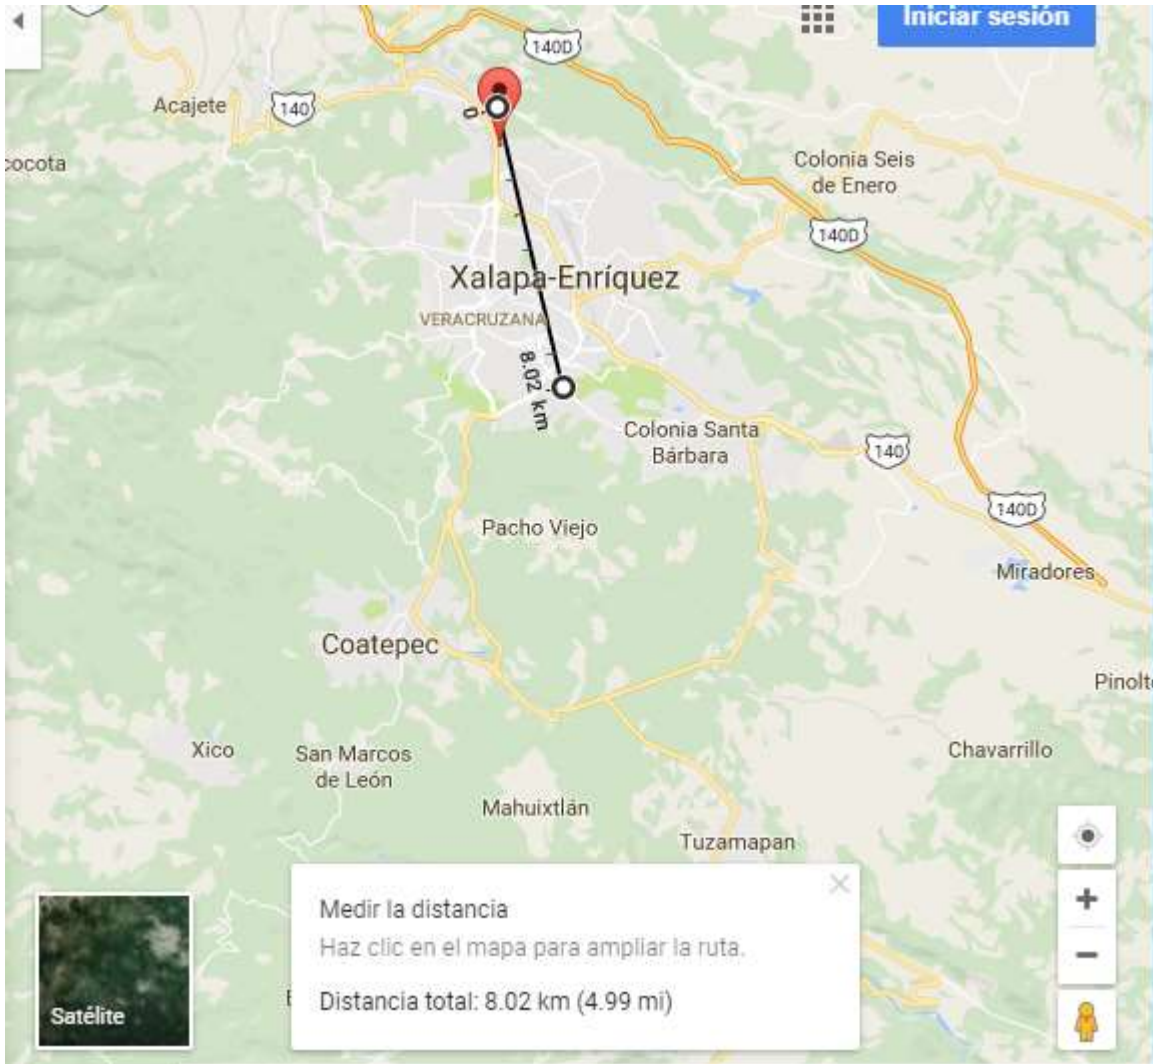 Iniciar sesión
140D
Acajete
140
0
cocota
Colonia Seis
de Enero
140D
Xalapa-Enríquez
VERACRUZANA
8.02 km
Colonia Santa
Bárbara
140
Pacho Viejo
140D
Miradores
Coatepec
Pinolt
Xico
San Marcos
de León
Chavarrillo
Mahuixtlán
Tuzamapan
Medir la distancia
Haz clic en el mapa para ampliar la ruta.
Distancia total: 8.02 km (4.99 mi)
Satélite